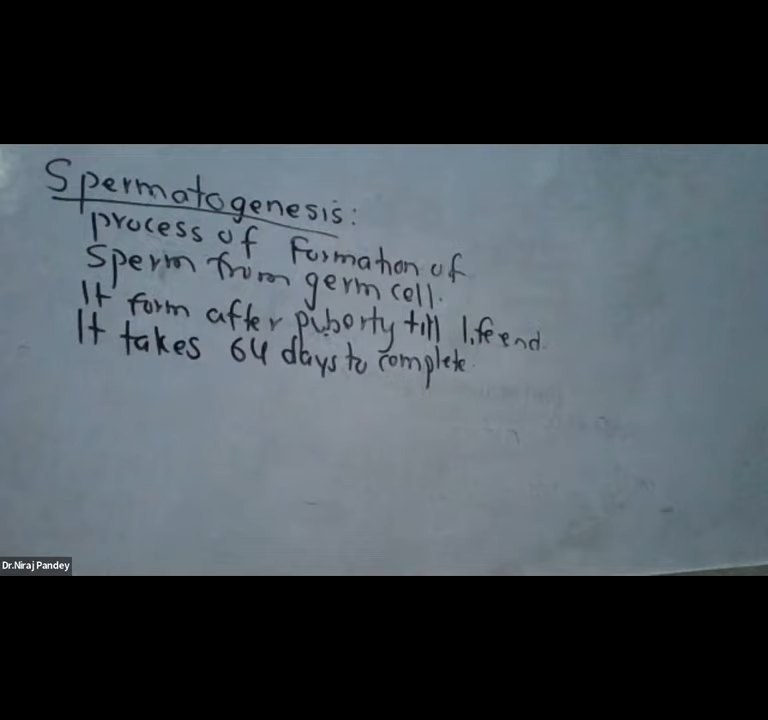 Spermatogenesis:
process of formation of
Sperm from germ cell.
It form after puborty till life end.
It takes 64 days to complete.
Dr.Niraj Pandey